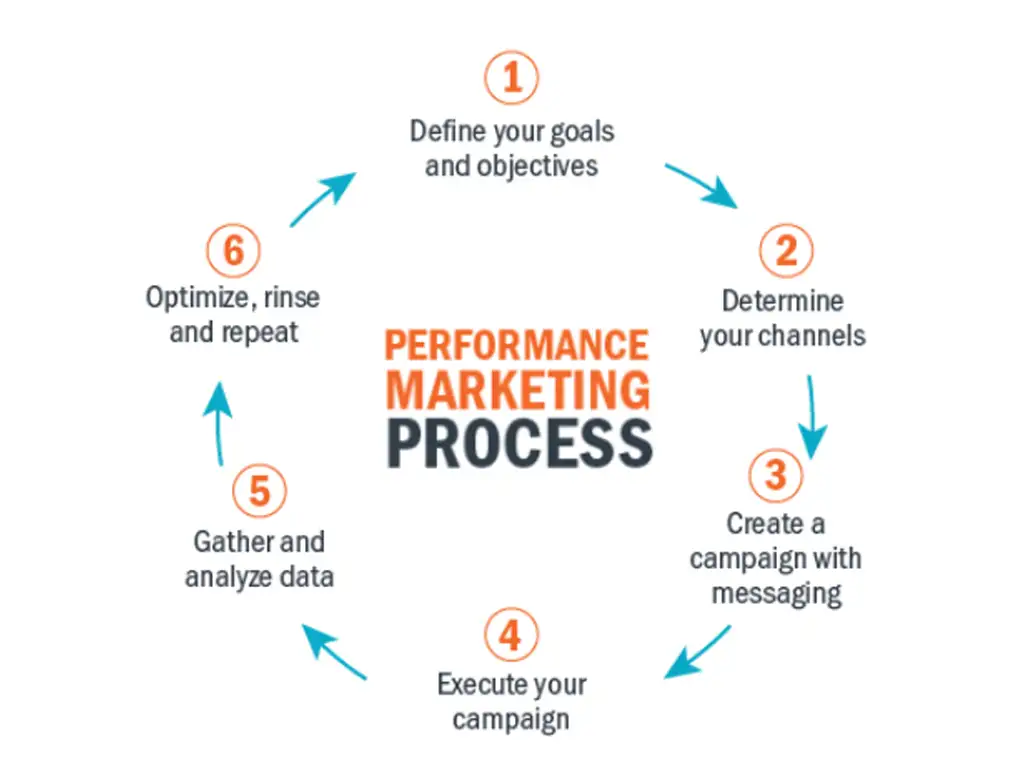 1
Define your goals
and objectives
2
Determine
your channels
3
Create a
campaign with
messaging
4
Execute your
campaign
5
Gather and
analyze data
6
Optimize, rinse
and repeat
PERFORMANCE
MARKETING
PROCESS